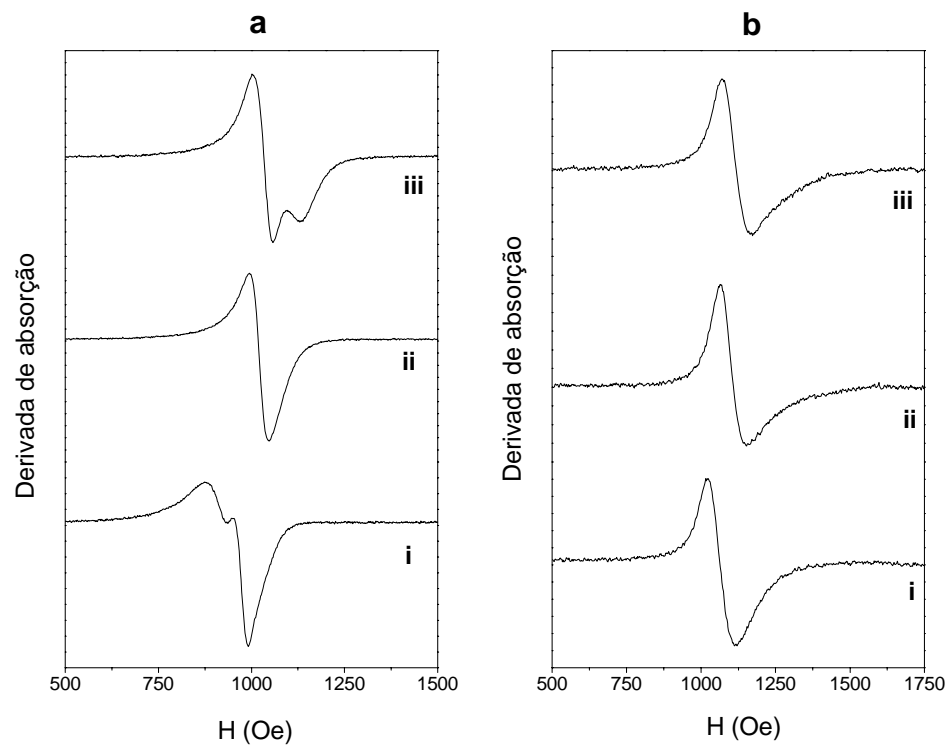 a
b
iii
ii
i
iii
ii
i
Derivada de absorção
Derivada de absorção
500 750 1000 1250 1500
500 750 1000 1250 1500 1750
H (Oe)
H (Oe)